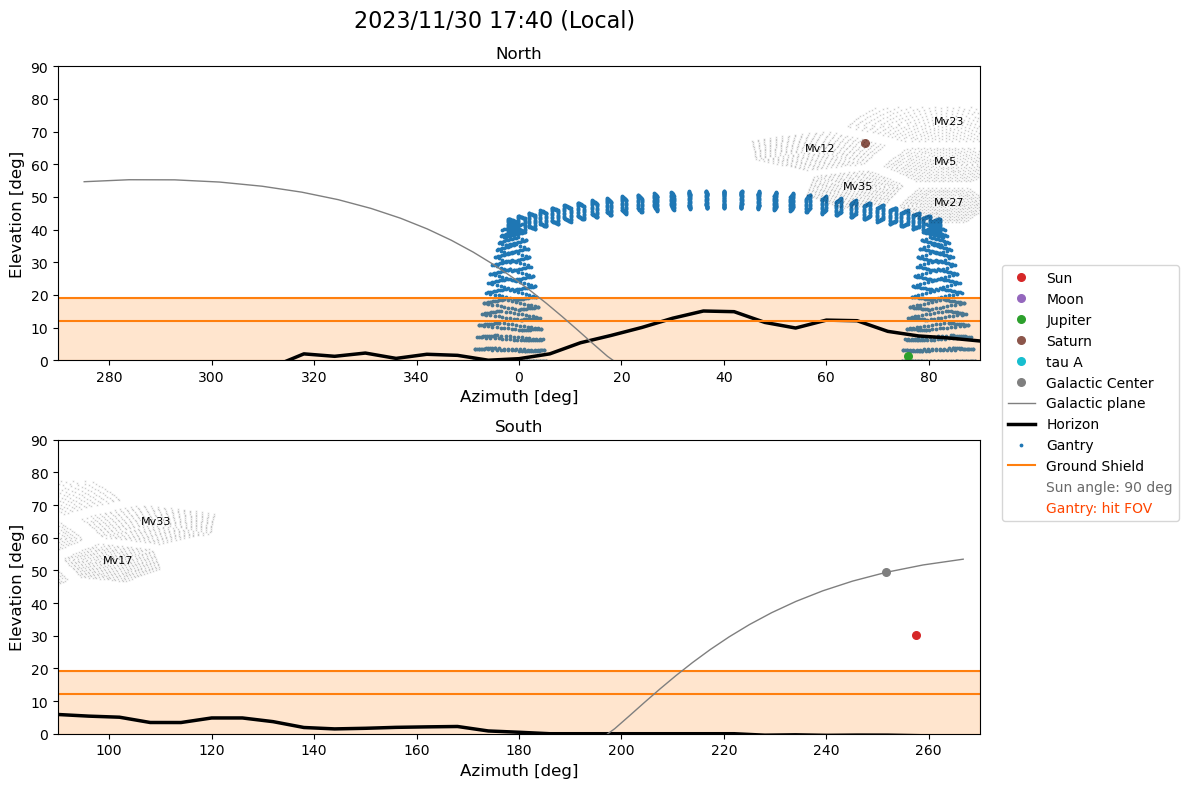 2023/11/30 17:40 (Local)
North
90
80
70
60
50
40
30
20
10
0
Elevation [deg]
Mv23
Mv12
Mv5
Mv35
Mv27
280
300
320
340
0
20
40
60
80
Azimuth [deg]
Sun
Moon
Jupiter
Saturn
tau A
Galactic Center
Galactic plane
Horizon
Gantry
Ground Shield
Sun angle: 90 deg
Gantry: hit FOV
South
90
80
70
60
50
40
30
20
10
0
Elevation [deg]
Mv33
Mv17
100
120
140
160
180
200
220
240
260
Azimuth [deg]